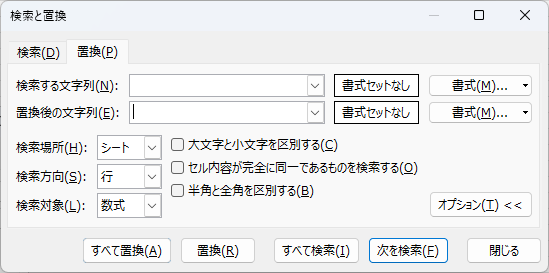 検索と置換
検索(D) 置換(P)
検索する文字列(N): 書式セットなし 書式(M)...
置換後の文字列(E): 書式セットなし 書式(M)...
検索場所(H): シート 大文字と小文字を区別する(C)
検索方向(S): 行 セル内容が完全に同一であるものを検索する(O)
検索対象(L): 数式 半角と全角を区別する(B)
オプション(T) <<
すべて置換(A) 置換(R) すべて検索(I) 次を検索(F) 閉じる